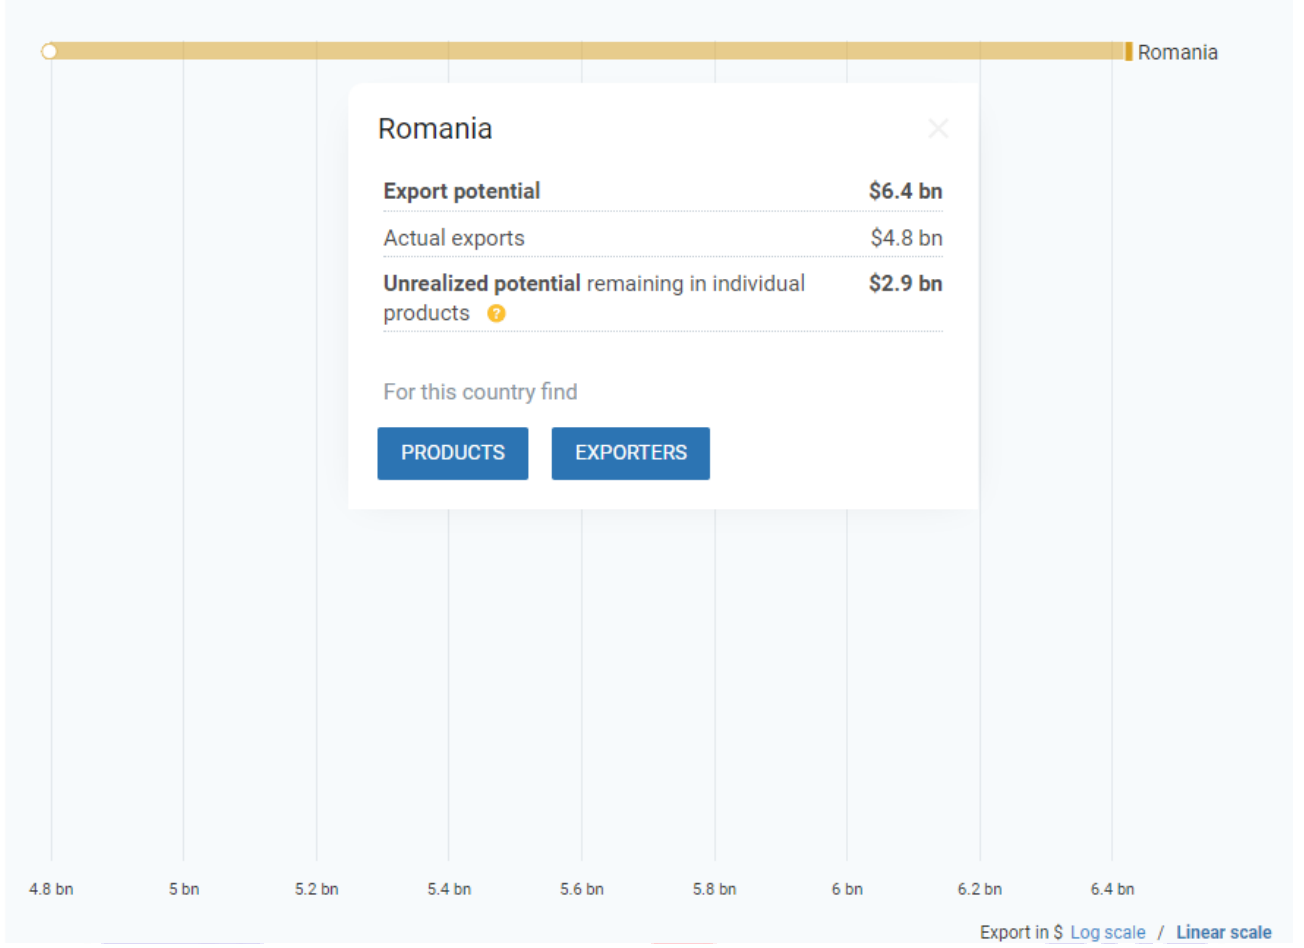 Romania
Romania
Export potential $6.4 bn
Actual exports $4.8 bn
Unrealized potential remaining in individual $2.9 bn
products ?
For this country find
PRODUCTS EXPORTERS
4.8 bn 5 bn 5.2 bn 5.4 bn 5.6 bn 5.8 bn 6 bn 6.2 bn 6.4 bn
Export in $ Log scale / Linear scale